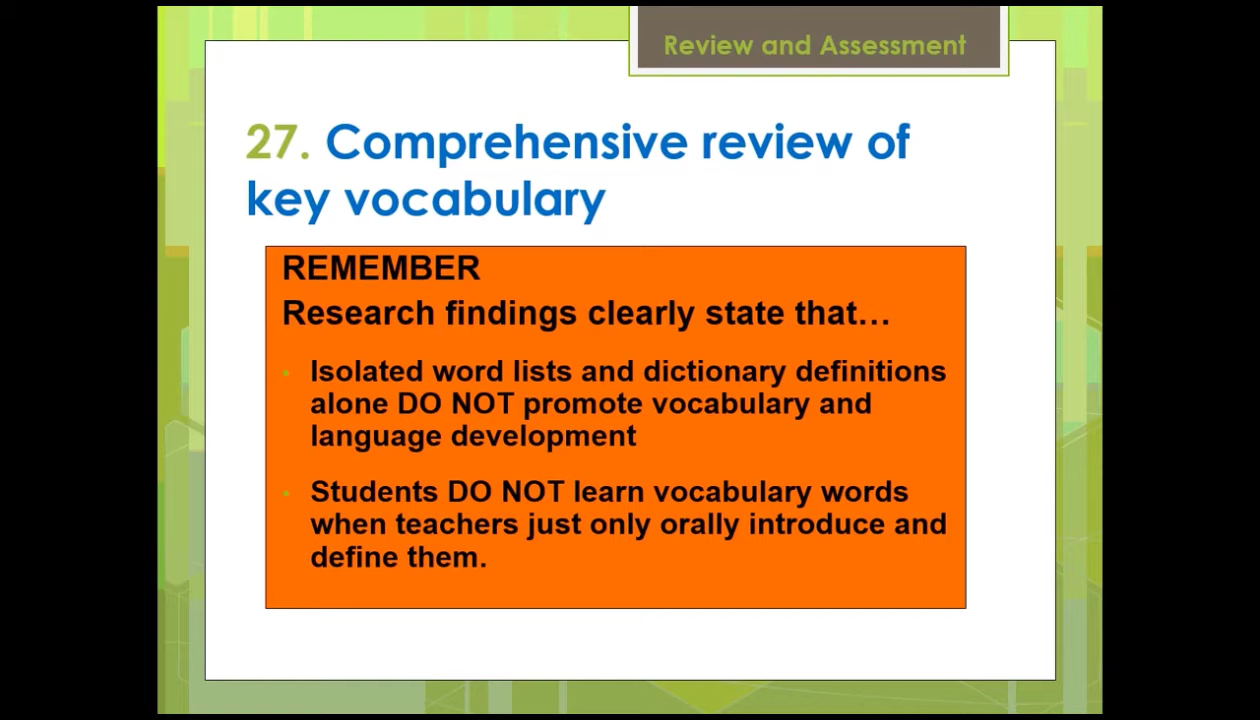 Review and Assessment
27. Comprehensive review of
key vocabulary
REMEMBER
Research findings clearly state that...
• Isolated word lists and dictionary definitions
alone DO NOT promote vocabulary and
language development
• Students DO NOT learn vocabulary words
when teachers just only orally introduce and
define them.